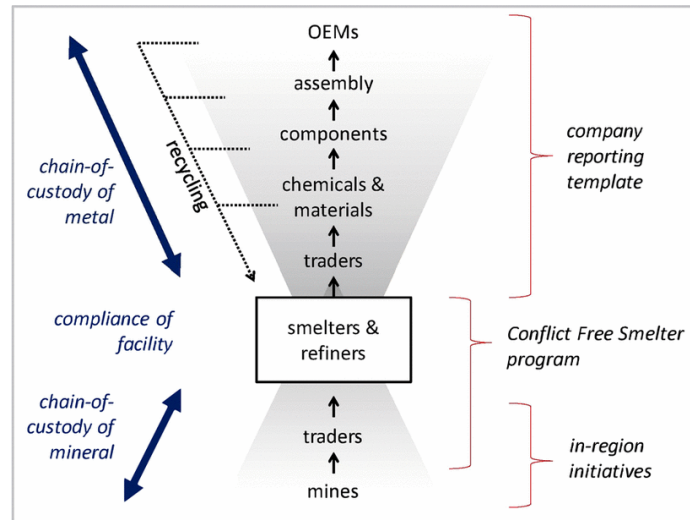 OEMs
assembly
components
chemicals &
materials
traders
smelters &
refiners
traders
mines
recycling
chain-of-
custody of
metal
compliance of
facility
chain-of-
custody of
mineral
company
reporting
template
Conflict Free Smelter
program
in-region
initiatives